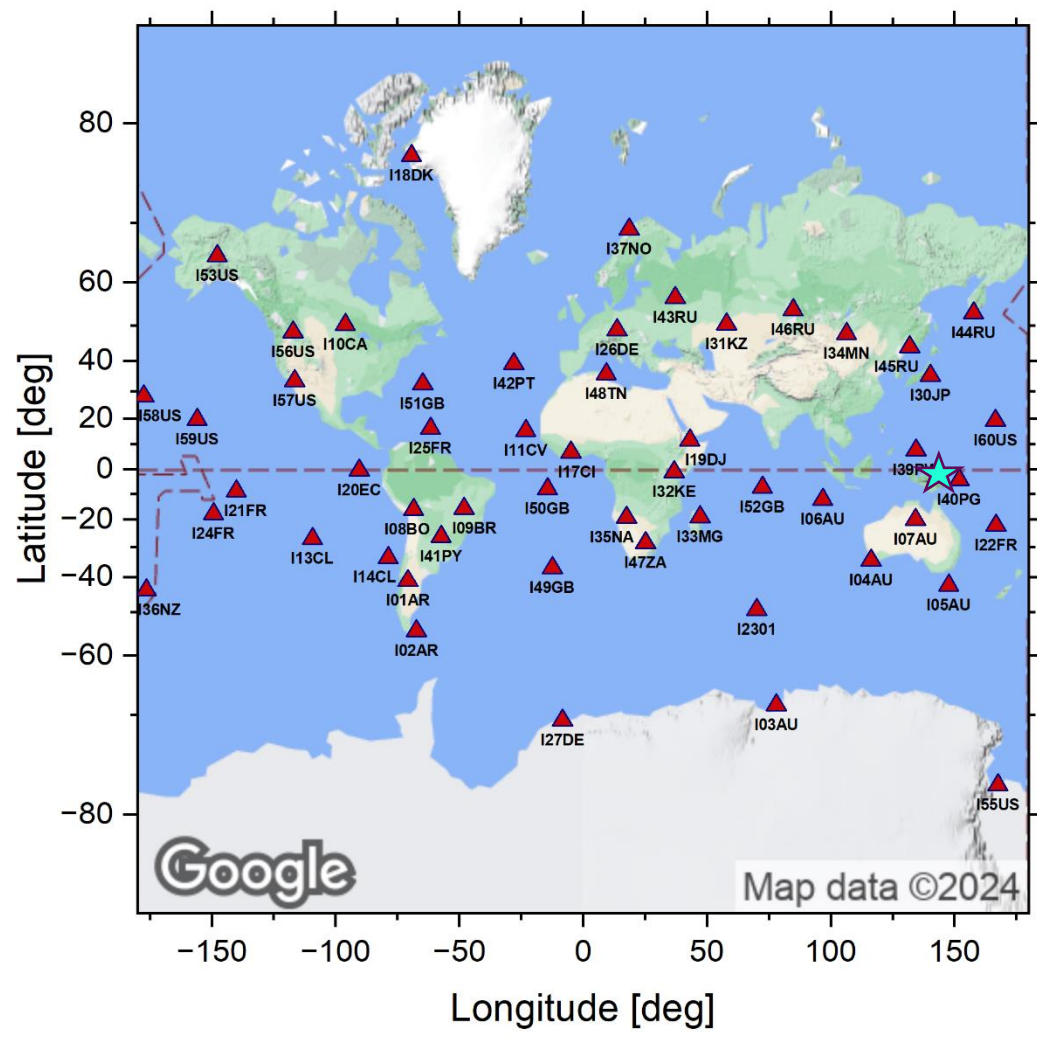 Latitude [deg]
80
60
40
20
0
−20
−40
−60
−80
I18DK
I37NO
I53US
I43RU
I46RU
I44RU
I56US
I10CA
I26DE
I31KZ
I34MN
I45RU
I42PT
I48TN
I30JP
I57US
I51GB
I58US
I59US
I25FR
I11CV
I17CI
I19DJ
I60US
I20EC
I32KE
I40PG
I21FR
I24FR
I50GB
I52GB
I06AU
I08BO
I09BR
I35NA
I33MG
I07AU
I22FR
I13CL
I14CL
I41PY
I47ZA
I04AU
I49GB
I01AR
I05AU
I36NZ
I02AR
I2301
I27DE
I03AU
I55US
Google
Map data ©2024
−150
−100
−50
0
50
100
150
Longitude [deg]